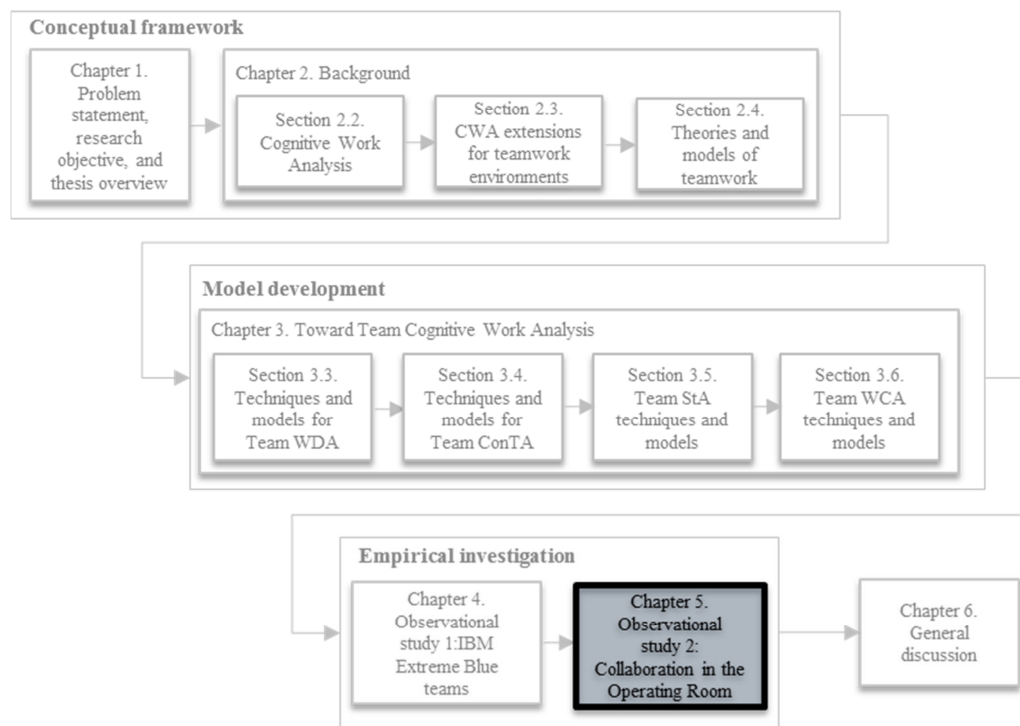 Conceptual framework
Chapter 1.
Problem
statement,
research
objective, and
thesis overview
Chapter 2. Background
Section 2.2.
Cognitive Work
Analysis
Section 2.3.
CWA extensions
for teamwork
environments
Section 2.4.
Theories and
models of
teamwork
Model development
Chapter 3. Toward Team Cognitive Work Analysis
Section 3.3.
Techniques and
models for
Team WDA
Section 3.4.
Techniques and
models for
Team ConTA
Section 3.5.
Team StA
techniques and
models
Section 3.6.
Team WCA
techniques and
models
Empirical investigation
Chapter 4.
Observational
study 1:IBM
Extreme Blue
teams
Chapter 5.
Observational
study 2:
Collaboration in the
Operating Room
Chapter 6.
General
discussion